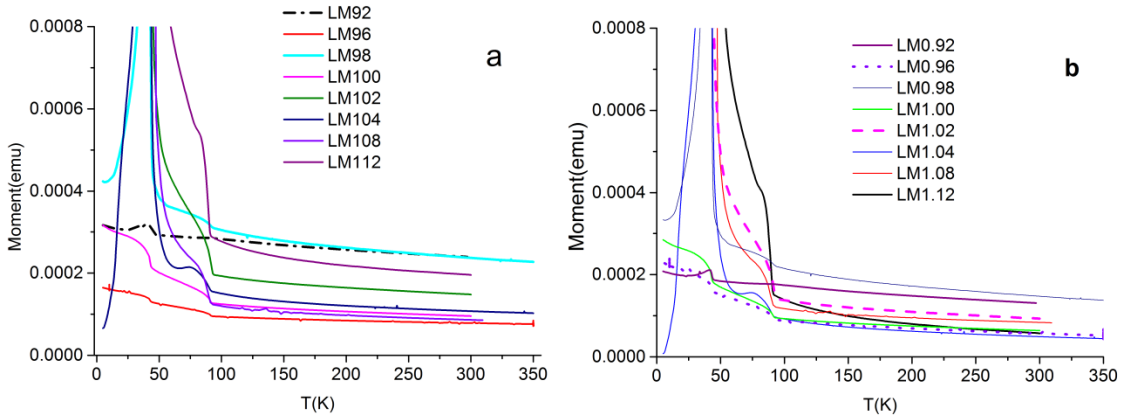 a
LM92
LM96
LM98
LM100
LM102
LM104
LM108
LM112
0.0008
0.0006
0.0004
0.0002
0.0000
Moment(emu)
0 50 100 150 200 250 300 350
T(K)
b
LM0.92
LM0.96
LM0.98
LM1.00
LM1.02
LM1.04
LM1.08
LM1.12
0.0008
0.0006
0.0004
0.0002
0.0000
Moment(emu)
0 50 100 150 200 250 300 350
T(K)